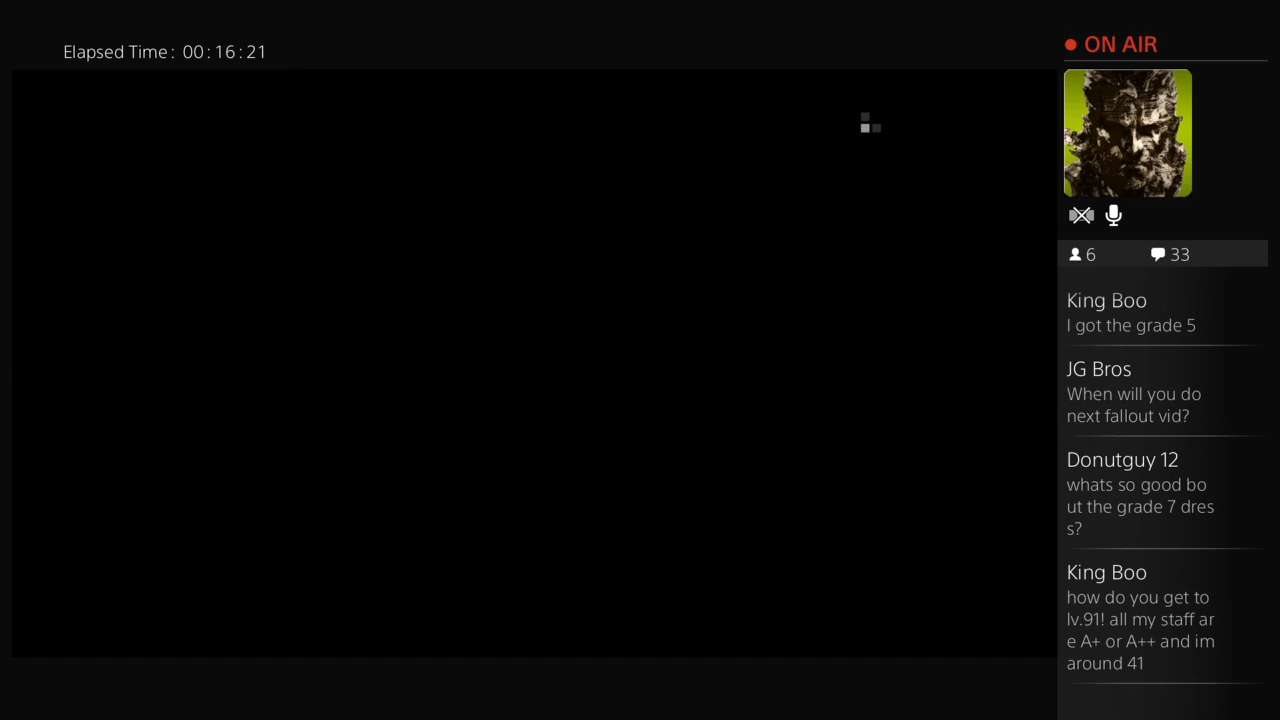 Elapsed Time: 00:16:21
ON AIR
6
33
King Boo
I got the grade 5
JG Bros
When will you do
next fallout vid?
Donutguy 12
whats so good bo
ut the grade 7 dres
s?
King Boo
how do you get to
lv.91! all my staff ar
e A+ or A++ and im
around 41